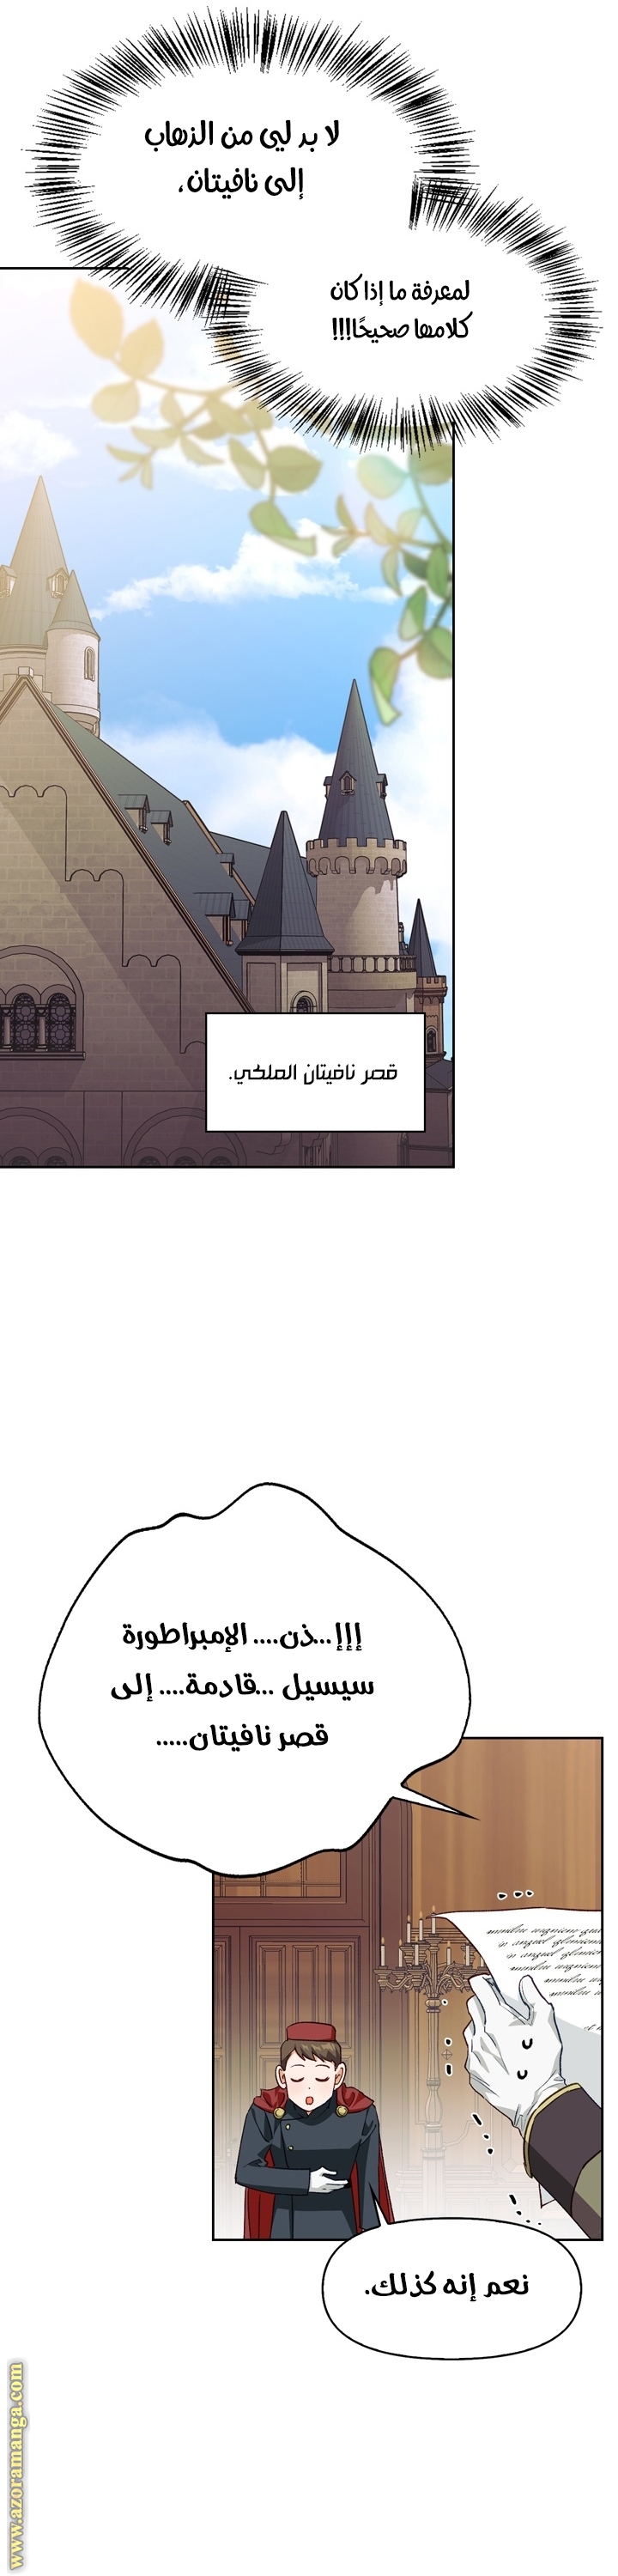 لا بد لي من الذهاب
إلى نافيتان،
لمعرفة ما إذا كان
كلامها صحيحًا!!!
قصر نافيتان الملكي.
إإإ...ذن.... الإمبراطورة
سيسيل ...قادمة.... إلى
قصر نافيتان.....
نعم إنه كذلك.
www.azoramanga.com